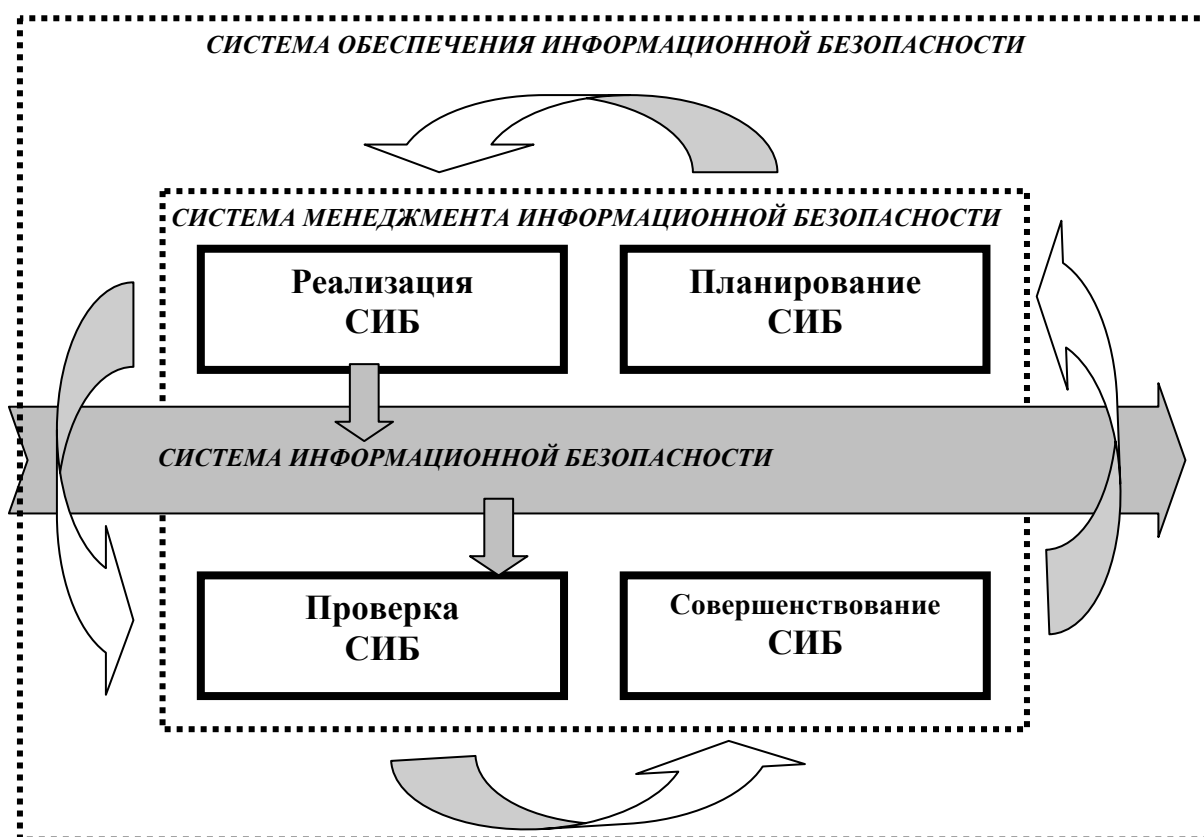 СИСТЕМА ОБЕСПЕЧЕНИЯ ИНФОРМАЦИОННОЙ БЕЗОПАСНОСТИ
СИСТЕМА МЕНЕДЖМЕНТА ИНФОРМАЦИОННОЙ БЕЗОПАСНОСТИ
Реализация
СИБ
Планирование
СИБ
СИСТЕМА ИНФОРМАЦИОННОЙ БЕЗОПАСНОСТИ
Проверка
СИБ
Совершенствование
СИБ